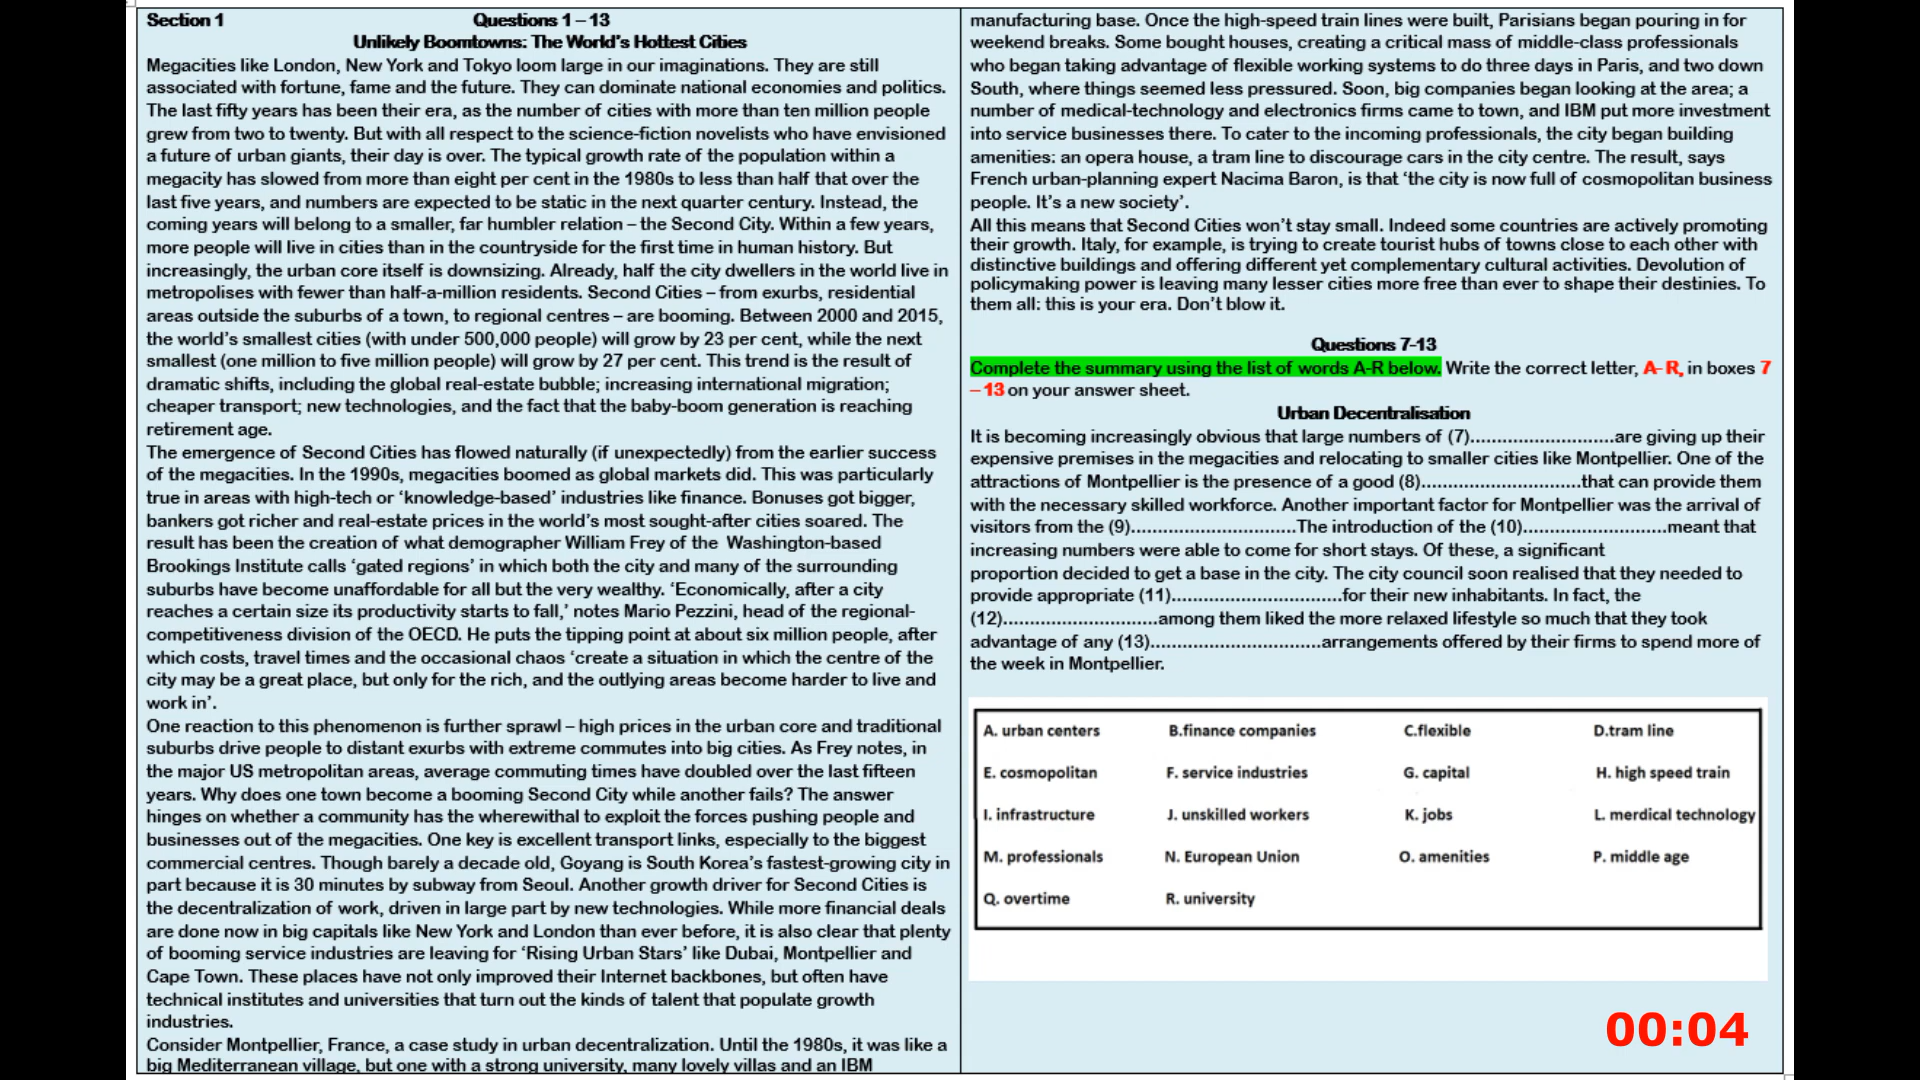 Section 1 Questions 1 – 13
Unlikely Boomtowns: The World's Hottest Cities
Megacities like London, New York and Tokyo loom large in our imaginations. They are still
associated with fortune, fame and the future. They can dominate national economies and politics.
The last fifty years has been their era, as the number of cities with more than ten million people
grew from two to twenty. But with all respect to the science-fiction novelists who have envisioned
a future of urban giants, their day is over. The typical growth rate of the population within a
megacity has slowed from more than eight per cent in the 1980s to less than half that over the
last five years, and numbers are expected to be static in the next quarter century. Instead, the
coming years will belong to a smaller, far humbler relation – the Second City. Within a few years,
more people will live in cities than in the countryside for the first time in human history. But
increasingly, the urban core itself is downsizing. Already, half the city dwellers in the world live in
metropolises with fewer than half-a-million residents. Second Cities – from exurbs, residential
areas outside the suburbs of a town, to regional centres – are booming. Between 2000 and 2015,
the world's smallest cities (with under 500,000 people) will grow by 23 per cent, while the next
smallest (one million to five million people) will grow by 27 per cent. This trend is the result of
dramatic shifts, including the global real-estate bubble; increasing international migration;
cheaper transport; new technologies, and the fact that the baby-boom generation is reaching
retirement age.
The emergence of Second Cities has flowed naturally (if unexpectedly) from the earlier success
of the megacities. In the 1990s, megacities boomed as global markets did. This was particularly
true in areas with high-tech or ‘knowledge-based’ industries like finance. Bonuses got bigger,
bankers got richer and real-estate prices in the world's most sought-after cities soared. The
result has been the creation of what demographer William Frey of the Washington-based
Brookings Institute calls ‘gated regions’ in which both the city and many of the surrounding
suburbs have become unaffordable for all but the very wealthy. ‘Economically, after a city
reaches a certain size its productivity starts to fall,’ notes Mario Pezzini, head of the regional-
competitiveness division of the OECD. He puts the tipping point at about six million people, after
which costs, travel times and the occasional chaos ‘create a situation in which the centre of the
city may be a great place, but only for the rich, and the outlying areas become harder to live and
work in’.
One reaction to this phenomenon is further sprawl – high prices in the urban core and traditional
suburbs drive people to distant exurbs with extreme commutes into big cities. As Frey notes, in
the major US metropolitan areas, average commuting times have doubled over the last fifteen
years. Why does one town become a booming Second City while another fails? The answer
hinges on whether a community has the wherewithal to exploit the forces pushing people and
businesses out of the megacities. One key is excellent transport links, especially to the biggest
commercial centres. Though barely a decade old, Goyang is South Korea's fastest-growing city in
part because it is 30 minutes by subway from Seoul. Another growth driver for Second Cities is
the decentralization of work, driven in large part by new technologies. While more financial deals
are done now in big capitals like New York and London than ever before, it is also clear that plenty
of booming service industries are leaving for ‘Rising Urban Stars’ like Dubai, Montpellier and
Cape Town. These places have not only improved their Internet backbones, but often have
technical institutes and universities that turn out the kinds of talent that populate growth
industries.
Consider Montpellier, France, a case study in urban decentralization. Until the 1980s, it was like a
big Mediterranean village, but one with a strong university, many lovely villas and an IBM
manufacturing base. Once the high-speed train lines were built, Parisians began pouring in for
weekend breaks. Some bought houses, creating a critical mass of middle-class professionals
who began taking advantage of flexible working systems to do three days in Paris, and two down
South, where things seemed less pressured. Soon, big companies began looking at the area; a
number of medical-technology and electronics firms came to town, and IBM put more investment
into service businesses there. To cater to the incoming professionals, the city began building
amenities: an opera house, a tram line to discourage cars in the city centre. The result, says
French urban-planning expert Nacima Baron, is that ‘the city is now full of cosmopolitan business
people. It's a new society’.
All this means that Second Cities won't stay small. Indeed some countries are actively promoting
their growth. Italy, for example, is trying to create tourist hubs of towns close to each other with
distinctive buildings and offering different yet complementary cultural activities. Devolution of
policymaking power is leaving many lesser cities more free than ever to shape their destinies. To
them all: this is your era. Don't blow it.
Questions 7-13
Complete the summary using the list of words A-R below. Write the correct letter, A- R, in boxes 7
– 13 on your answer sheet.
Urban Decentralisation
It is becoming increasingly obvious that large numbers of (7)..........................are giving up their
expensive premises in the megacities and relocating to smaller cities like Montpellier. One of the
attractions of Montpellier is the presence of a good (8).............................that can provide them
with the necessary skilled workforce. Another important factor for Montpellier was the arrival of
visitors from the (9)..............................The introduction of the (10)..........................meant that
increasing numbers were able to come for short stays. Of these, a significant
proportion decided to get a base in the city. The city council soon realised that they needed to
provide appropriate (11)...............................for their new inhabitants. In fact, the
(12)............................among them liked the more relaxed lifestyle so much that they took
advantage of any (13)...............................arrangements offered by their firms to spend more of
the week in Montpellier.
A. urban centers B.finance companies C.flexible D.tram line
E. cosmopolitan F. service industries G. capital H. high speed train
I. infrastructure J. unskilled workers K. jobs L. merdical technology
M. professionals N. European Union O. amenities P. middle age
Q. overtime R. university
00:04